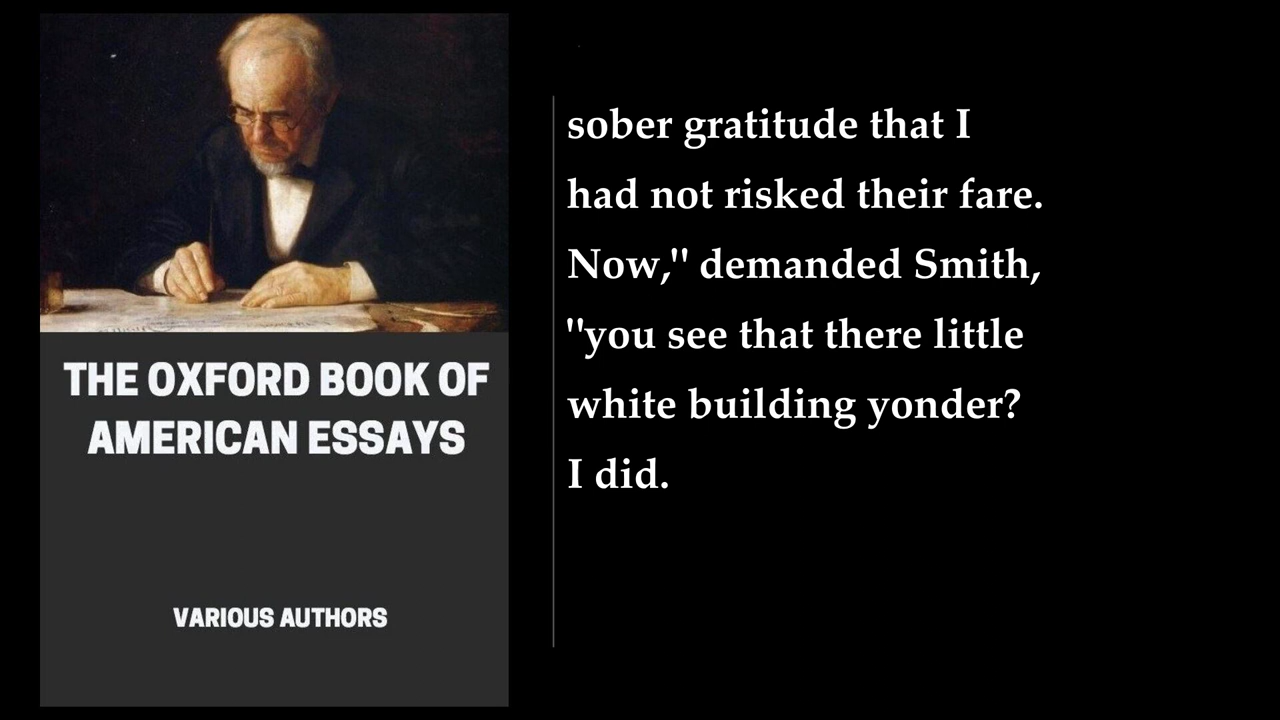 THE OXFORD BOOK OF
AMERICAN ESSAYS
VARIOUS AUTHORS
sober gratitude that I
had not risked their fare.
Now," demanded Smith,
"you see that there little
white building yonder?
I did.